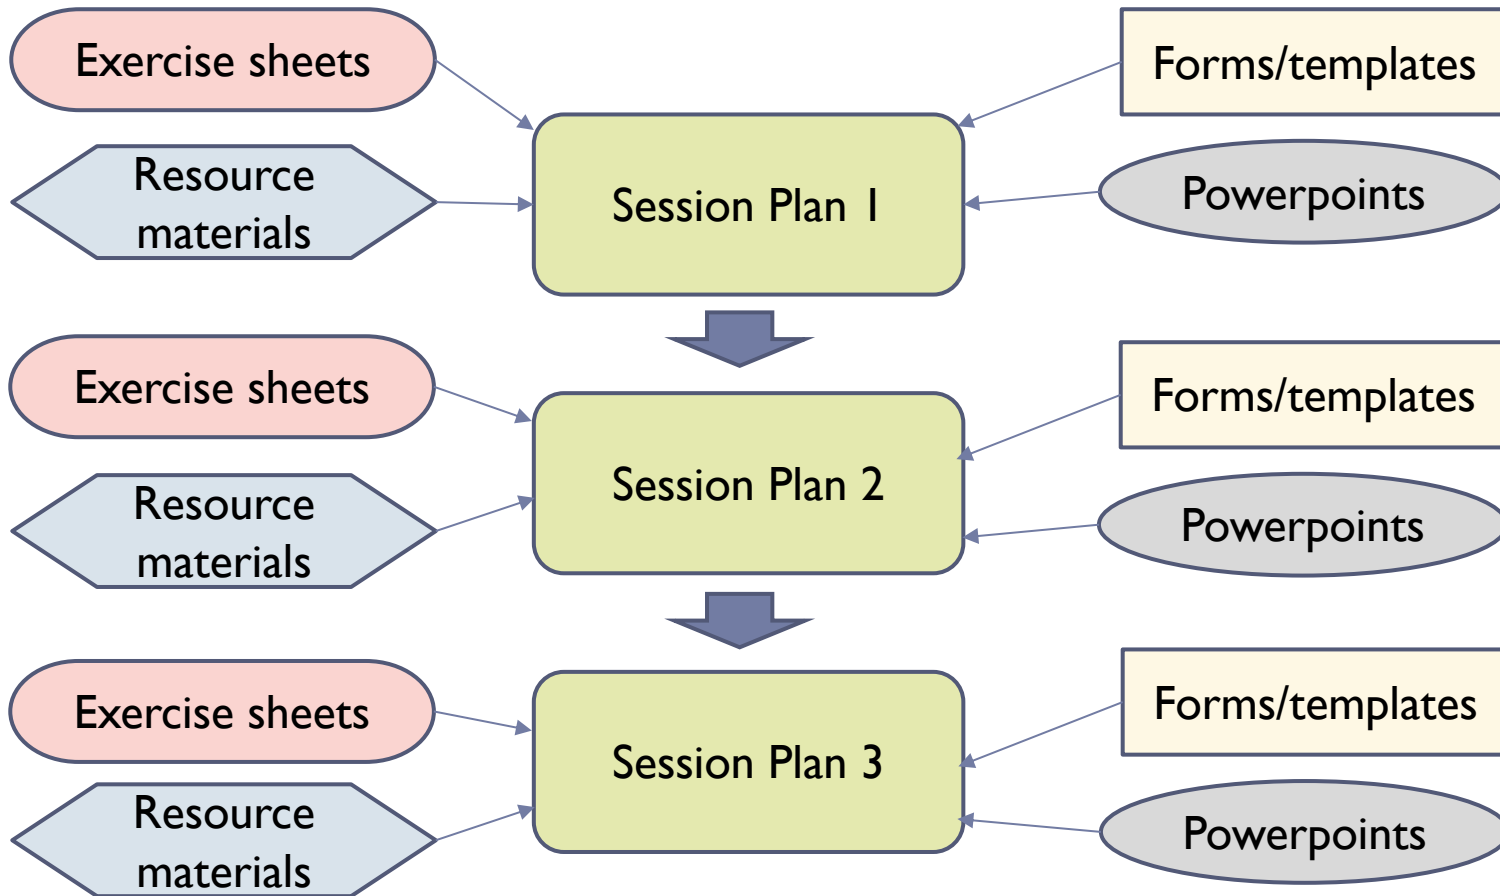 Exercise sheets
Forms/templates
Resource
materials
Session Plan 1
Powerpoints
Exercise sheets
Forms/templates
Resource
materials
Session Plan 2
Powerpoints
Exercise sheets
Forms/templates
Resource
materials
Session Plan 3
Powerpoints